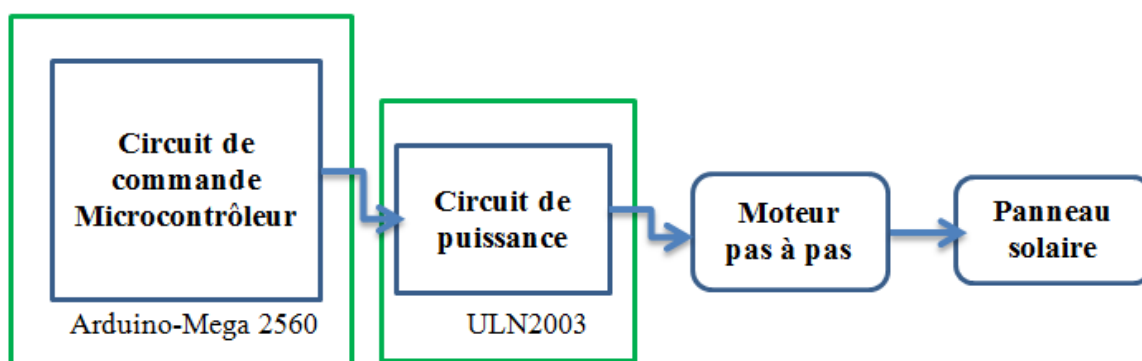 Circuit de
commande
Microcontrôleur
Arduino-Mega 2560
Circuit de
puissance
ULN2003
Moteur
pas à pas
Panneau
solaire